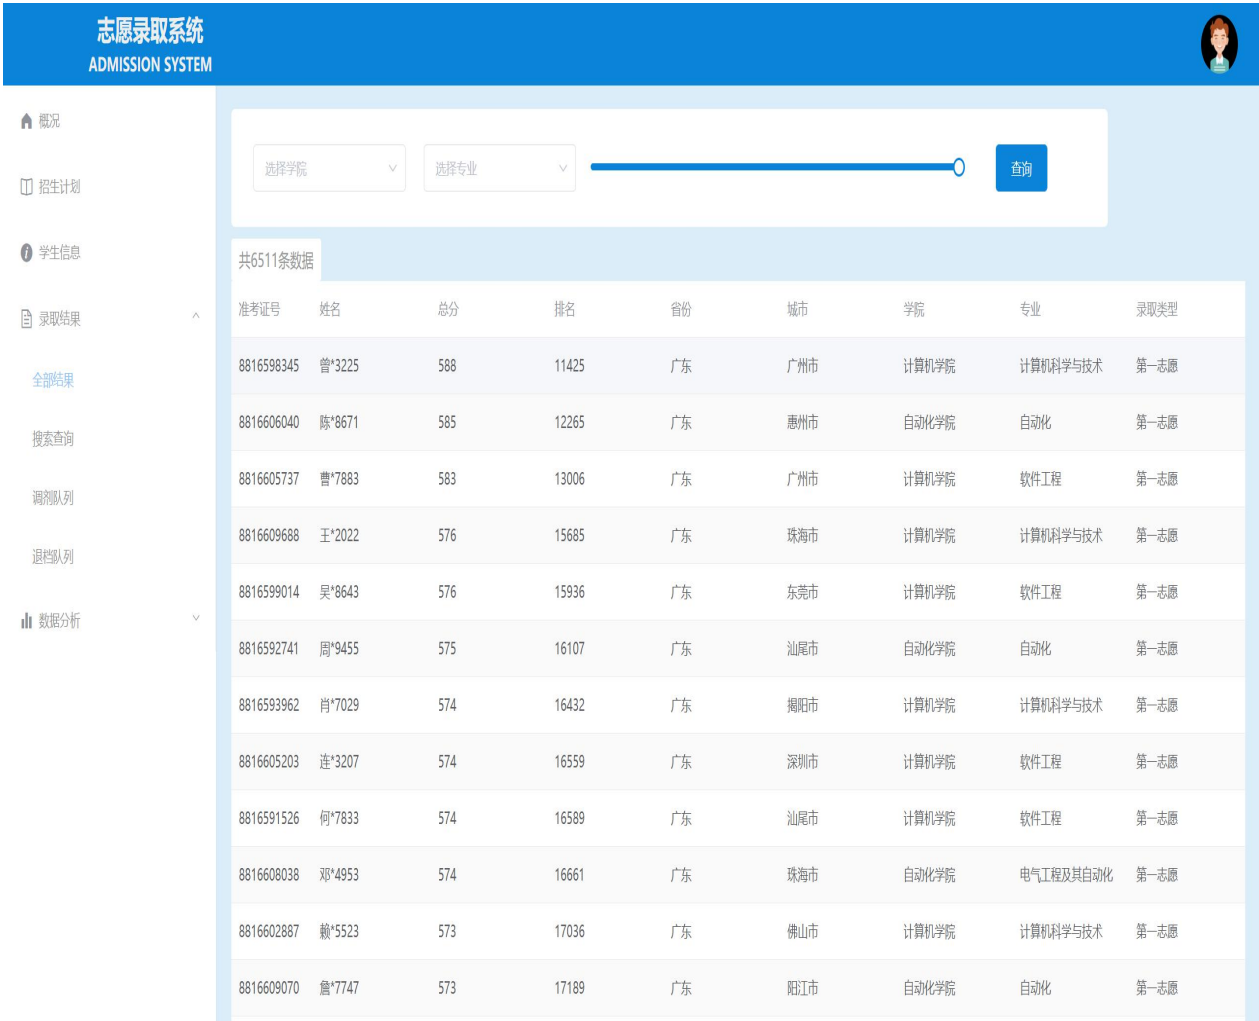 志愿录取系统
ADMISSION SYSTEM
概况
招生计划
学生信息
录取结果
全部结果
搜索查询
调剂队列
退档队列
数据分析
选择学院 选择专业 查询
共6511条数据
准考证号 姓名 总分 排名 省份 城市 学院 专业 录取类型
8816598345 曾*3225 588 11425 广东 广州市 计算机学院 计算机科学与技术 第一志愿
8816606040 陈*8671 585 12265 广东 惠州市 自动化学院 自动化 第一志愿
8816605737 曹*7883 583 13006 广东 广州市 计算机学院 软件工程 第一志愿
8816609688 王*2022 576 15685 广东 珠海市 计算机学院 计算机科学与技术 第一志愿
8816599014 吴*8643 576 15936 广东 东莞市 计算机学院 软件工程 第一志愿
8816592741 周*9455 575 16107 广东 汕尾市 自动化学院 自动化 第一志愿
8816593962 肖*7029 574 16432 广东 揭阳市 计算机学院 计算机科学与技术 第一志愿
8816605203 连*3207 574 16559 广东 深圳市 计算机学院 软件工程 第一志愿
8816591526 何*7833 574 16589 广东 汕尾市 计算机学院 软件工程 第一志愿
8816608038 邓*4953 574 16661 广东 珠海市 自动化学院 电气工程及其自动化 第一志愿
8816602887 赖*5523 573 17036 广东 佛山市 计算机学院 计算机科学与技术 第一志愿
8816609070 詹*7747 573 17189 广东 阳江市 自动化学院 自动化 第一志愿